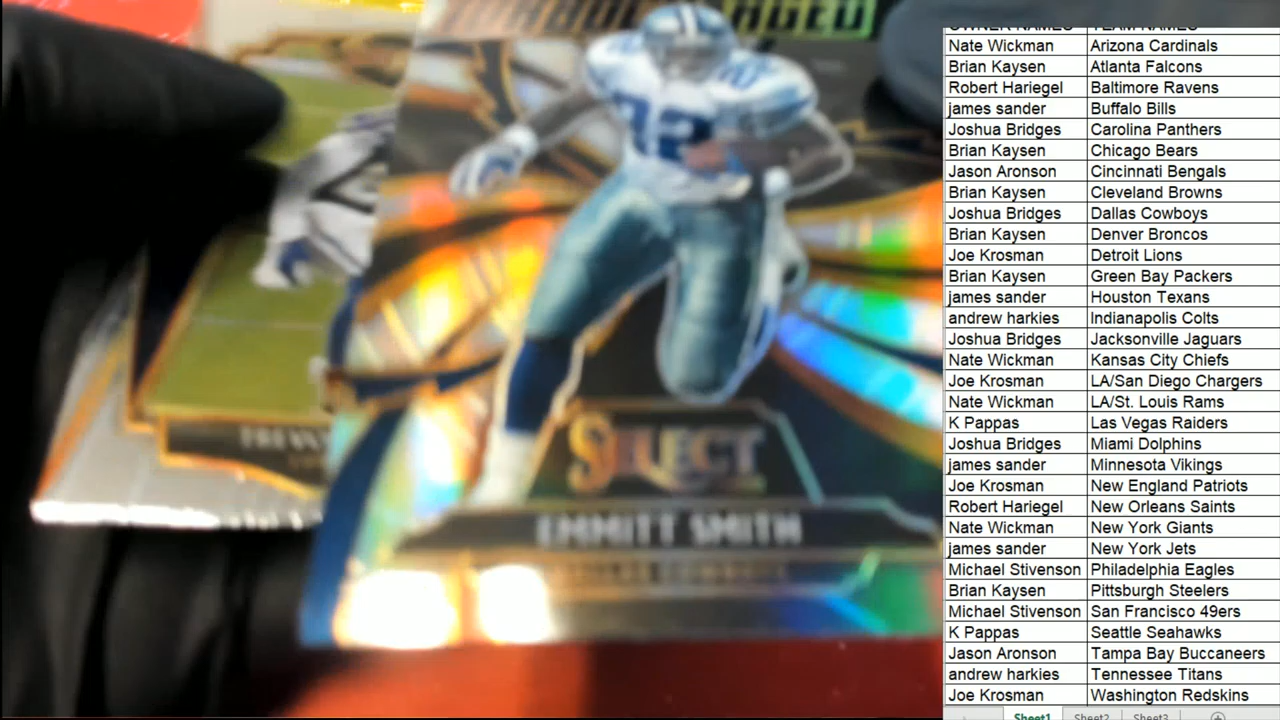 SELECT
EMMITT SMITH
OWNER NAMES TEAM NAMES
Nate Wickman Arizona Cardinals
Brian Kaysen Atlanta Falcons
Robert Hariegel Baltimore Ravens
james sander Buffalo Bills
Joshua Bridges Carolina Panthers
Brian Kaysen Chicago Bears
Jason Aronson Cincinnati Bengals
Brian Kaysen Cleveland Browns
Joshua Bridges Dallas Cowboys
Brian Kaysen Denver Broncos
Joe Krosman Detroit Lions
Brian Kaysen Green Bay Packers
james sander Houston Texans
andrew harkies Indianapolis Colts
Joshua Bridges Jacksonville Jaguars
Nate Wickman Kansas City Chiefs
Joe Krosman LA/San Diego Chargers
Nate Wickman LA/St. Louis Rams
K Pappas Las Vegas Raiders
Joshua Bridges Miami Dolphins
james sander Minnesota Vikings
Joe Krosman New England Patriots
Robert Hariegel New Orleans Saints
Nate Wickman New York Giants
james sander New York Jets
Michael Stivenson Philadelphia Eagles
Brian Kaysen Pittsburgh Steelers
Michael Stivenson San Francisco 49ers
K Pappas Seattle Seahawks
Jason Aronson Tampa Bay Buccaneers
andrew harkies Tennessee Titans
Joe Krosman Washington Redskins
Sheet1 Sheet2 Sheet3